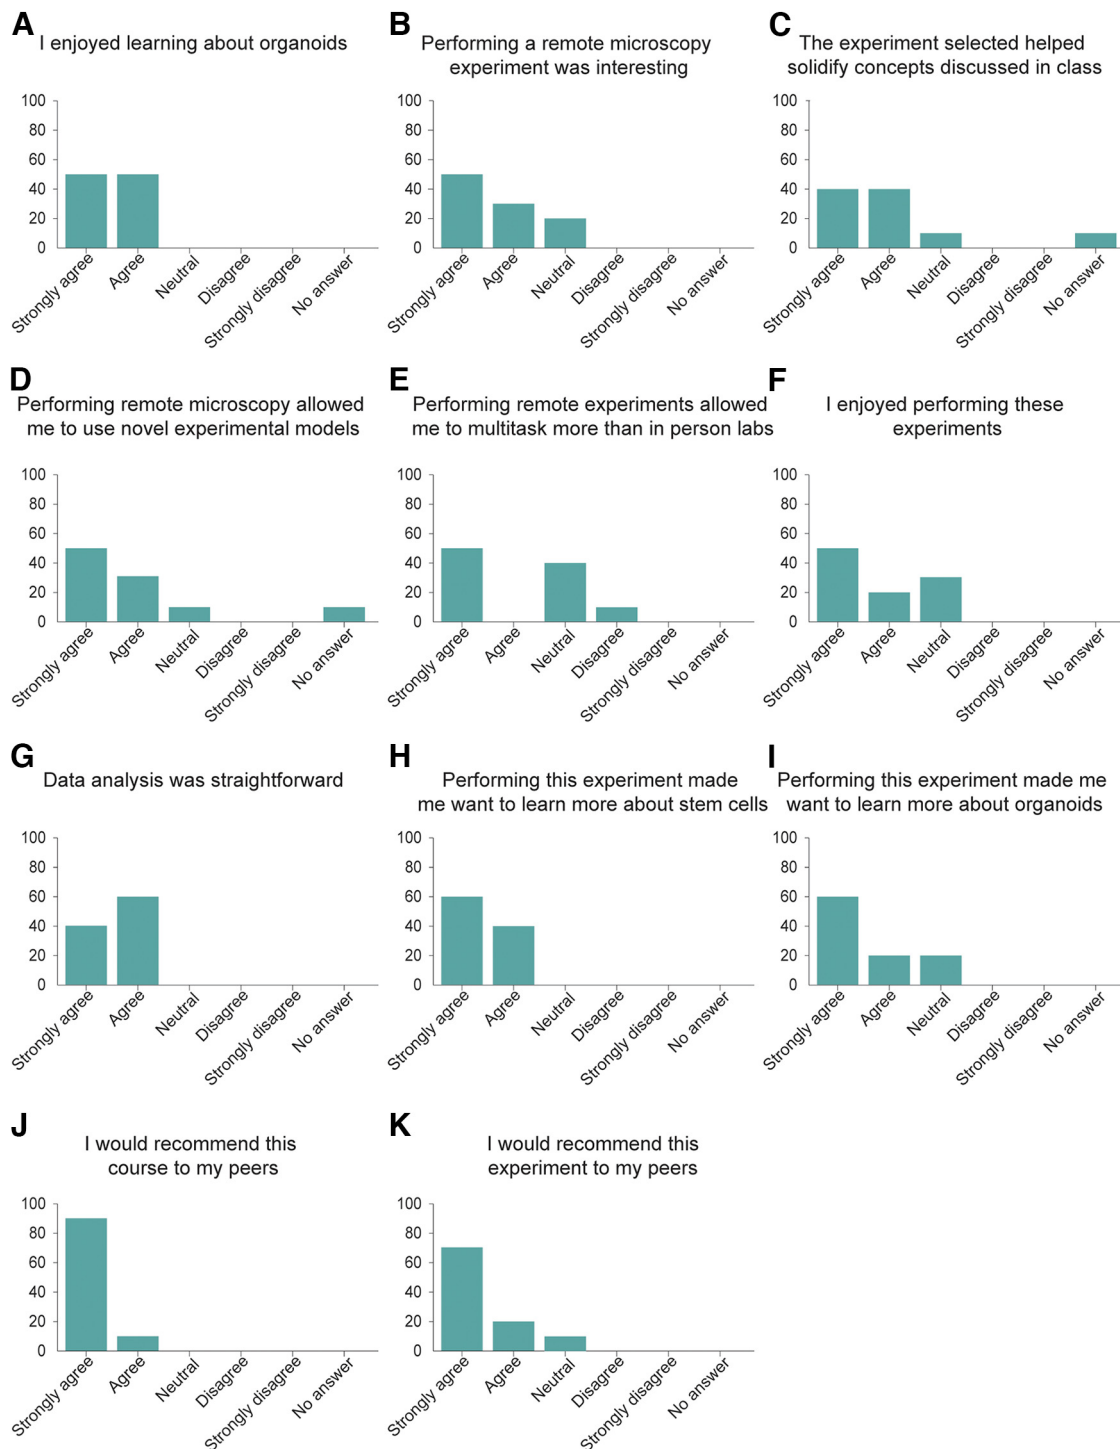 A
I enjoyed learning about organoids
100
80
60
40
20
0
Strongly agree
Agree
Neutral
Disagree
Strongly disagree
No answer
B
Performing a remote microscopy
experiment was interesting
100
80
60
40
20
0
Strongly agree
Agree
Neutral
Disagree
Strongly disagree
No answer
C
The experiment selected helped
solidify concepts discussed in class
100
80
60
40
20
0
Strongly agree
Agree
Neutral
Disagree
Strongly disagree
No answer
D
Performing remote microscopy allowed
me to use novel experimental models
100
80
60
40
20
0
Strongly agree
Agree
Neutral
Disagree
Strongly disagree
No answer
E
Performing remote experiments allowed
me to multitask more than in person labs
100
80
60
40
20
0
Strongly agree
Agree
Neutral
Disagree
Strongly disagree
No answer
F
I enjoyed performing these
experiments
100
80
60
40
20
0
Strongly agree
Agree
Neutral
Disagree
Strongly disagree
No answer
G
Data analysis was straightforward
100
80
60
40
20
0
Strongly agree
Agree
Neutral
Disagree
Strongly disagree
No answer
H
Performing this experiment made
me want to learn more about stem cells
100
80
60
40
20
0
Strongly agree
Agree
Neutral
Disagree
Strongly disagree
No answer
I
Performing this experiment made me
want to learn more about organoids
100
80
60
40
20
0
Strongly agree
Agree
Neutral
Disagree
Strongly disagree
No answer
J
I would recommend this
course to my peers
100
80
60
40
20
0
Strongly agree
Agree
Neutral
Disagree
Strongly disagree
No answer
K
I would recommend this
experiment to my peers
100
80
60
40
20
0
Strongly agree
Agree
Neutral
Disagree
Strongly disagree
No answer